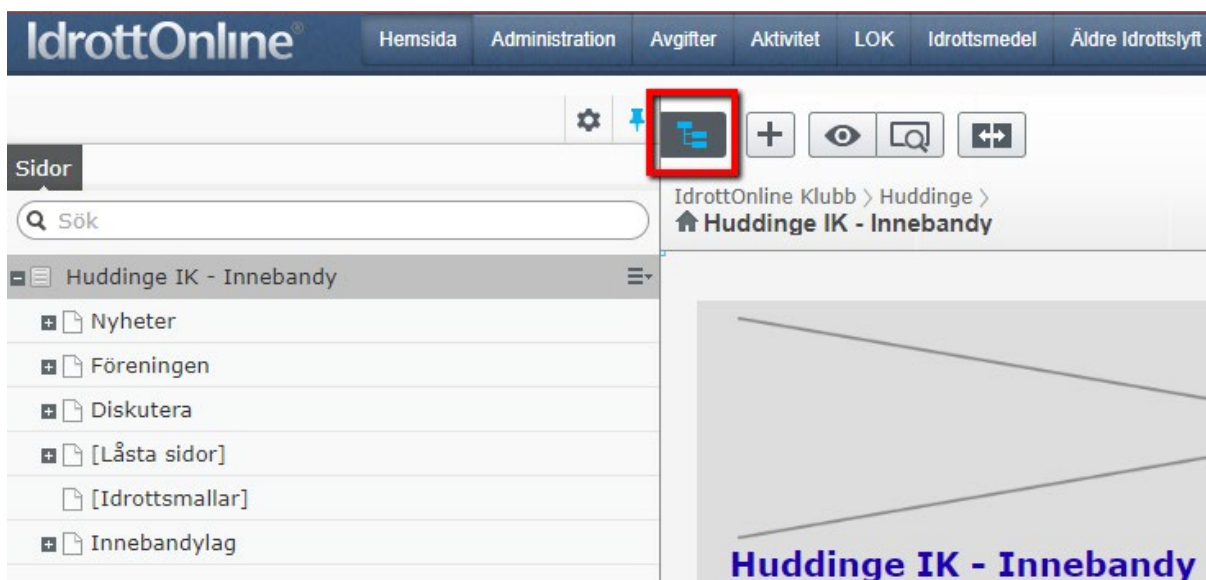 IdrottOnline®
Hemsida Administration Avgifter Aktivitet LOK Idrottsmedel Äldre Idrottslyft
Sidor
Sök
IdrottOnline Klubb 〉 Huddinge 〉
Huddinge IK - Innebandy
Huddinge IK - Innebandy
Nyheter
Föreningen
Diskutera
[Låsta sidor]
[Idrottsmallar]
Innebandylag
Huddinge IK - Innebandy